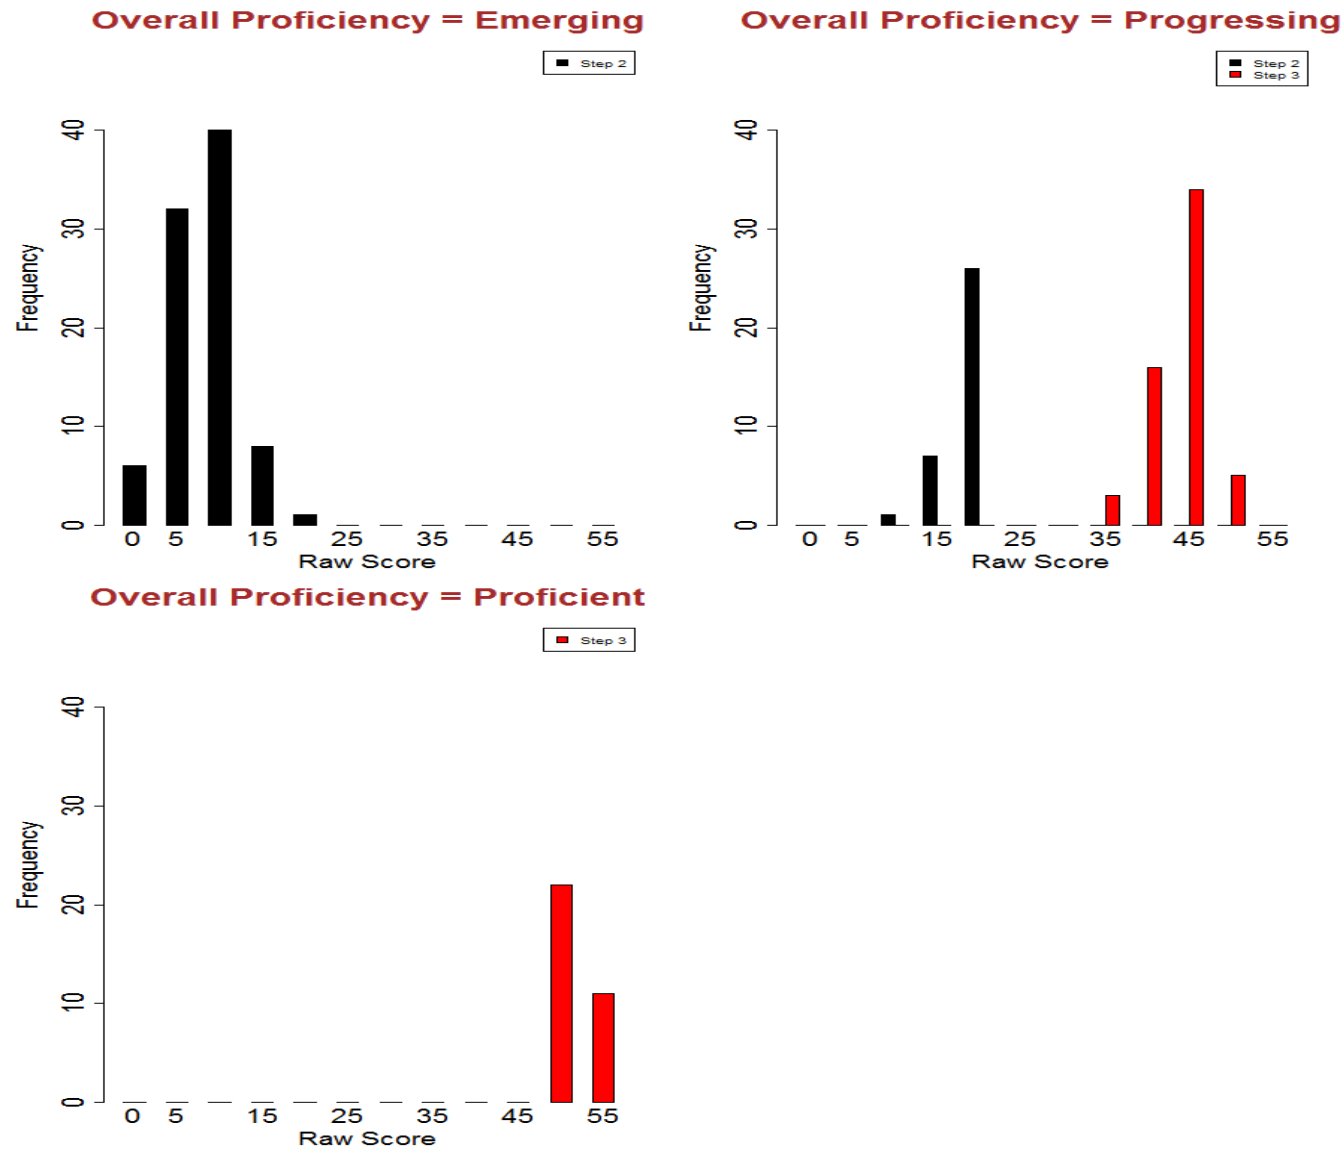 Overall Proficiency = Emerging
Step 2
40
30
20
10
0
Frequency
0 5 15 25 35 45 55
Raw Score
Overall Proficiency = Progressing
Step 2
Step 3
40
30
20
10
0
Frequency
0 5 15 25 35 45 55
Raw Score
Overall Proficiency = Proficient
Step 3
40
30
20
10
0
Frequency
0 5 15 25 35 45 55
Raw Score